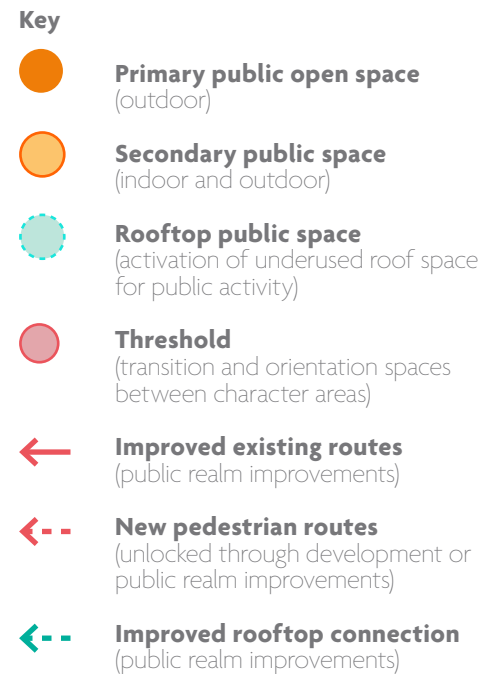 Key
Primary public open space
(outdoor)
Secondary public space
(indoor and outdoor)
Rooftop public space
(activation of underused roof space
for public activity)
Threshold
(transition and orientation spaces
between character areas)
Improved existing routes
(public realm improvements)
New pedestrian routes
(unlocked through development or
public realm improvements)
Improved rooftop connection
(public realm improvements)